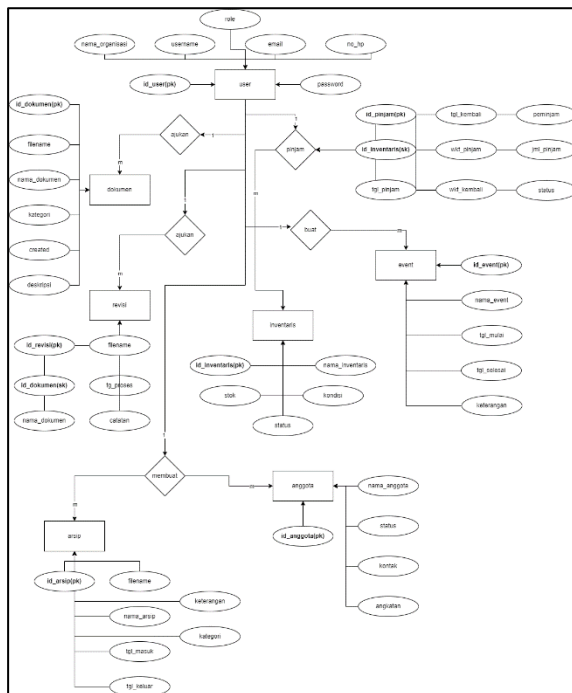 role
nama_organisasi
username
email
no_hp
id_user(pk)
user
password
id_dokumen(pk)
filename
nama_dokumen
kategori
created
deskripsi
ajukan
1
m
dokumen
1
pinjam
m
id_pinjam(pk)
tgl_kembali
peminjam
id_inventaris(sk)
wkt_pinjam
jml_pinjam
tgl_pinjam
wkt_kembali
status
1
ajukan
m
1
buat
m
event
id_event(pk)
nama_event
tgl_mulai
tgl_selesai
keterangan
revisi
id_revisi(pk)
filename
id_dokumen(sk)
tg_proses
nama_dokumen
catatan
inventaris
id_inventaris(pk)
nama_inventaris
stok
kondisi
status
1
membuat
m
m
anggota
id_anggota(pk)
nama_anggota
status
kontak
angkatan
arsip
id_arsip(pk)
filename
keterangan
nama_arsip
kategori
tgl_masuk
tgl_keluar